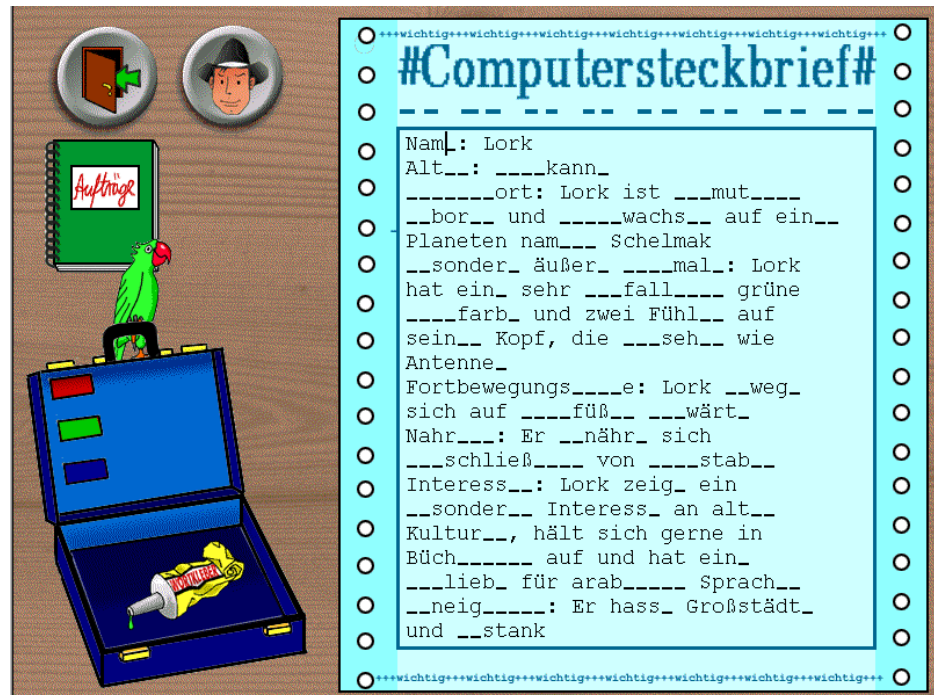 +++wichtig+++wichtig+++wichtig+++wichtig+++wichtig+++wichtig+++wichtig+++
#Computersteckbrief#
Aufträge
Nam_: Lork
Alt__: ____kann_
_______ort: Lork ist ___mut____
__bor__ und _____wachs__ auf ein__
Planeten nam___ Schelmak
__sonder_ äußer_ ____mal_: Lork
hat ein_ sehr ___fall____ grüne
____farb_ und zwei Fühl__ auf
sein__ Kopf, die ___seh__ wie
Antenne_
Fortbewegungs____e: Lork __weg_
sich auf ____füß__ ___wärt_
Nahr___: Er __nähr_ sich
___schließ____ von ____stab__
Interess__: Lork zeig_ ein
__sonder__ Interess_ an alt__
Kultur__, hält sich gerne in
Büch______ auf und hat ein_
___lieb_ für arab_____ Sprach__
__neig_____: Er hass_ Großstädt_
und __stank
WORTKLEBER
+++wichtig+++wichtig+++wichtig+++wichtig+++wichtig+++wichtig+++wichtig+++